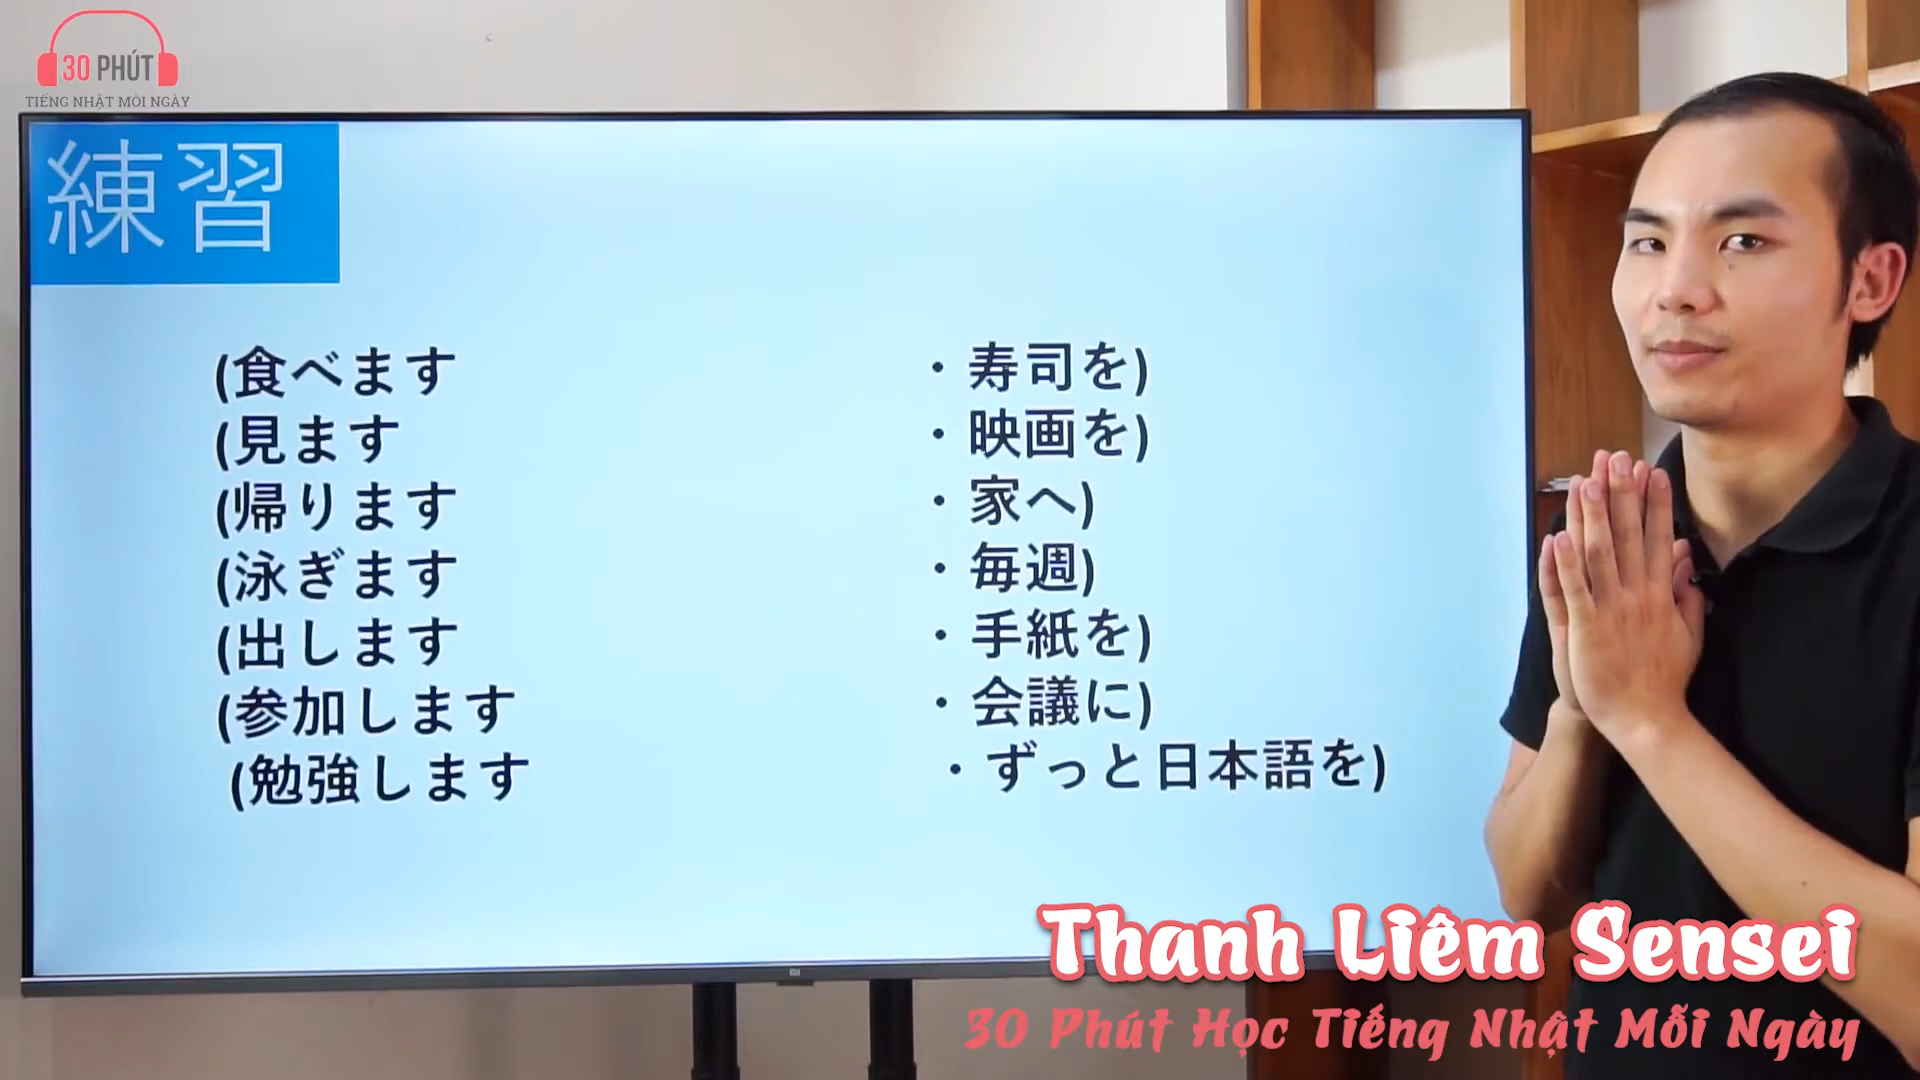 30 PHÚT
TIẾNG NHẬT MỖI NGÀY
練習
(食べます ・寿司を)
(見ます ・映画を)
(帰ります ・家へ)
(泳ぎます ・毎週)
(出します ・手紙を)
(参加します ・会議に)
(勉強します ・ずっと日本語を)
Thanh Liêm Sensei
30 Phút Học Tiếng Nhật Mỗi Ngày